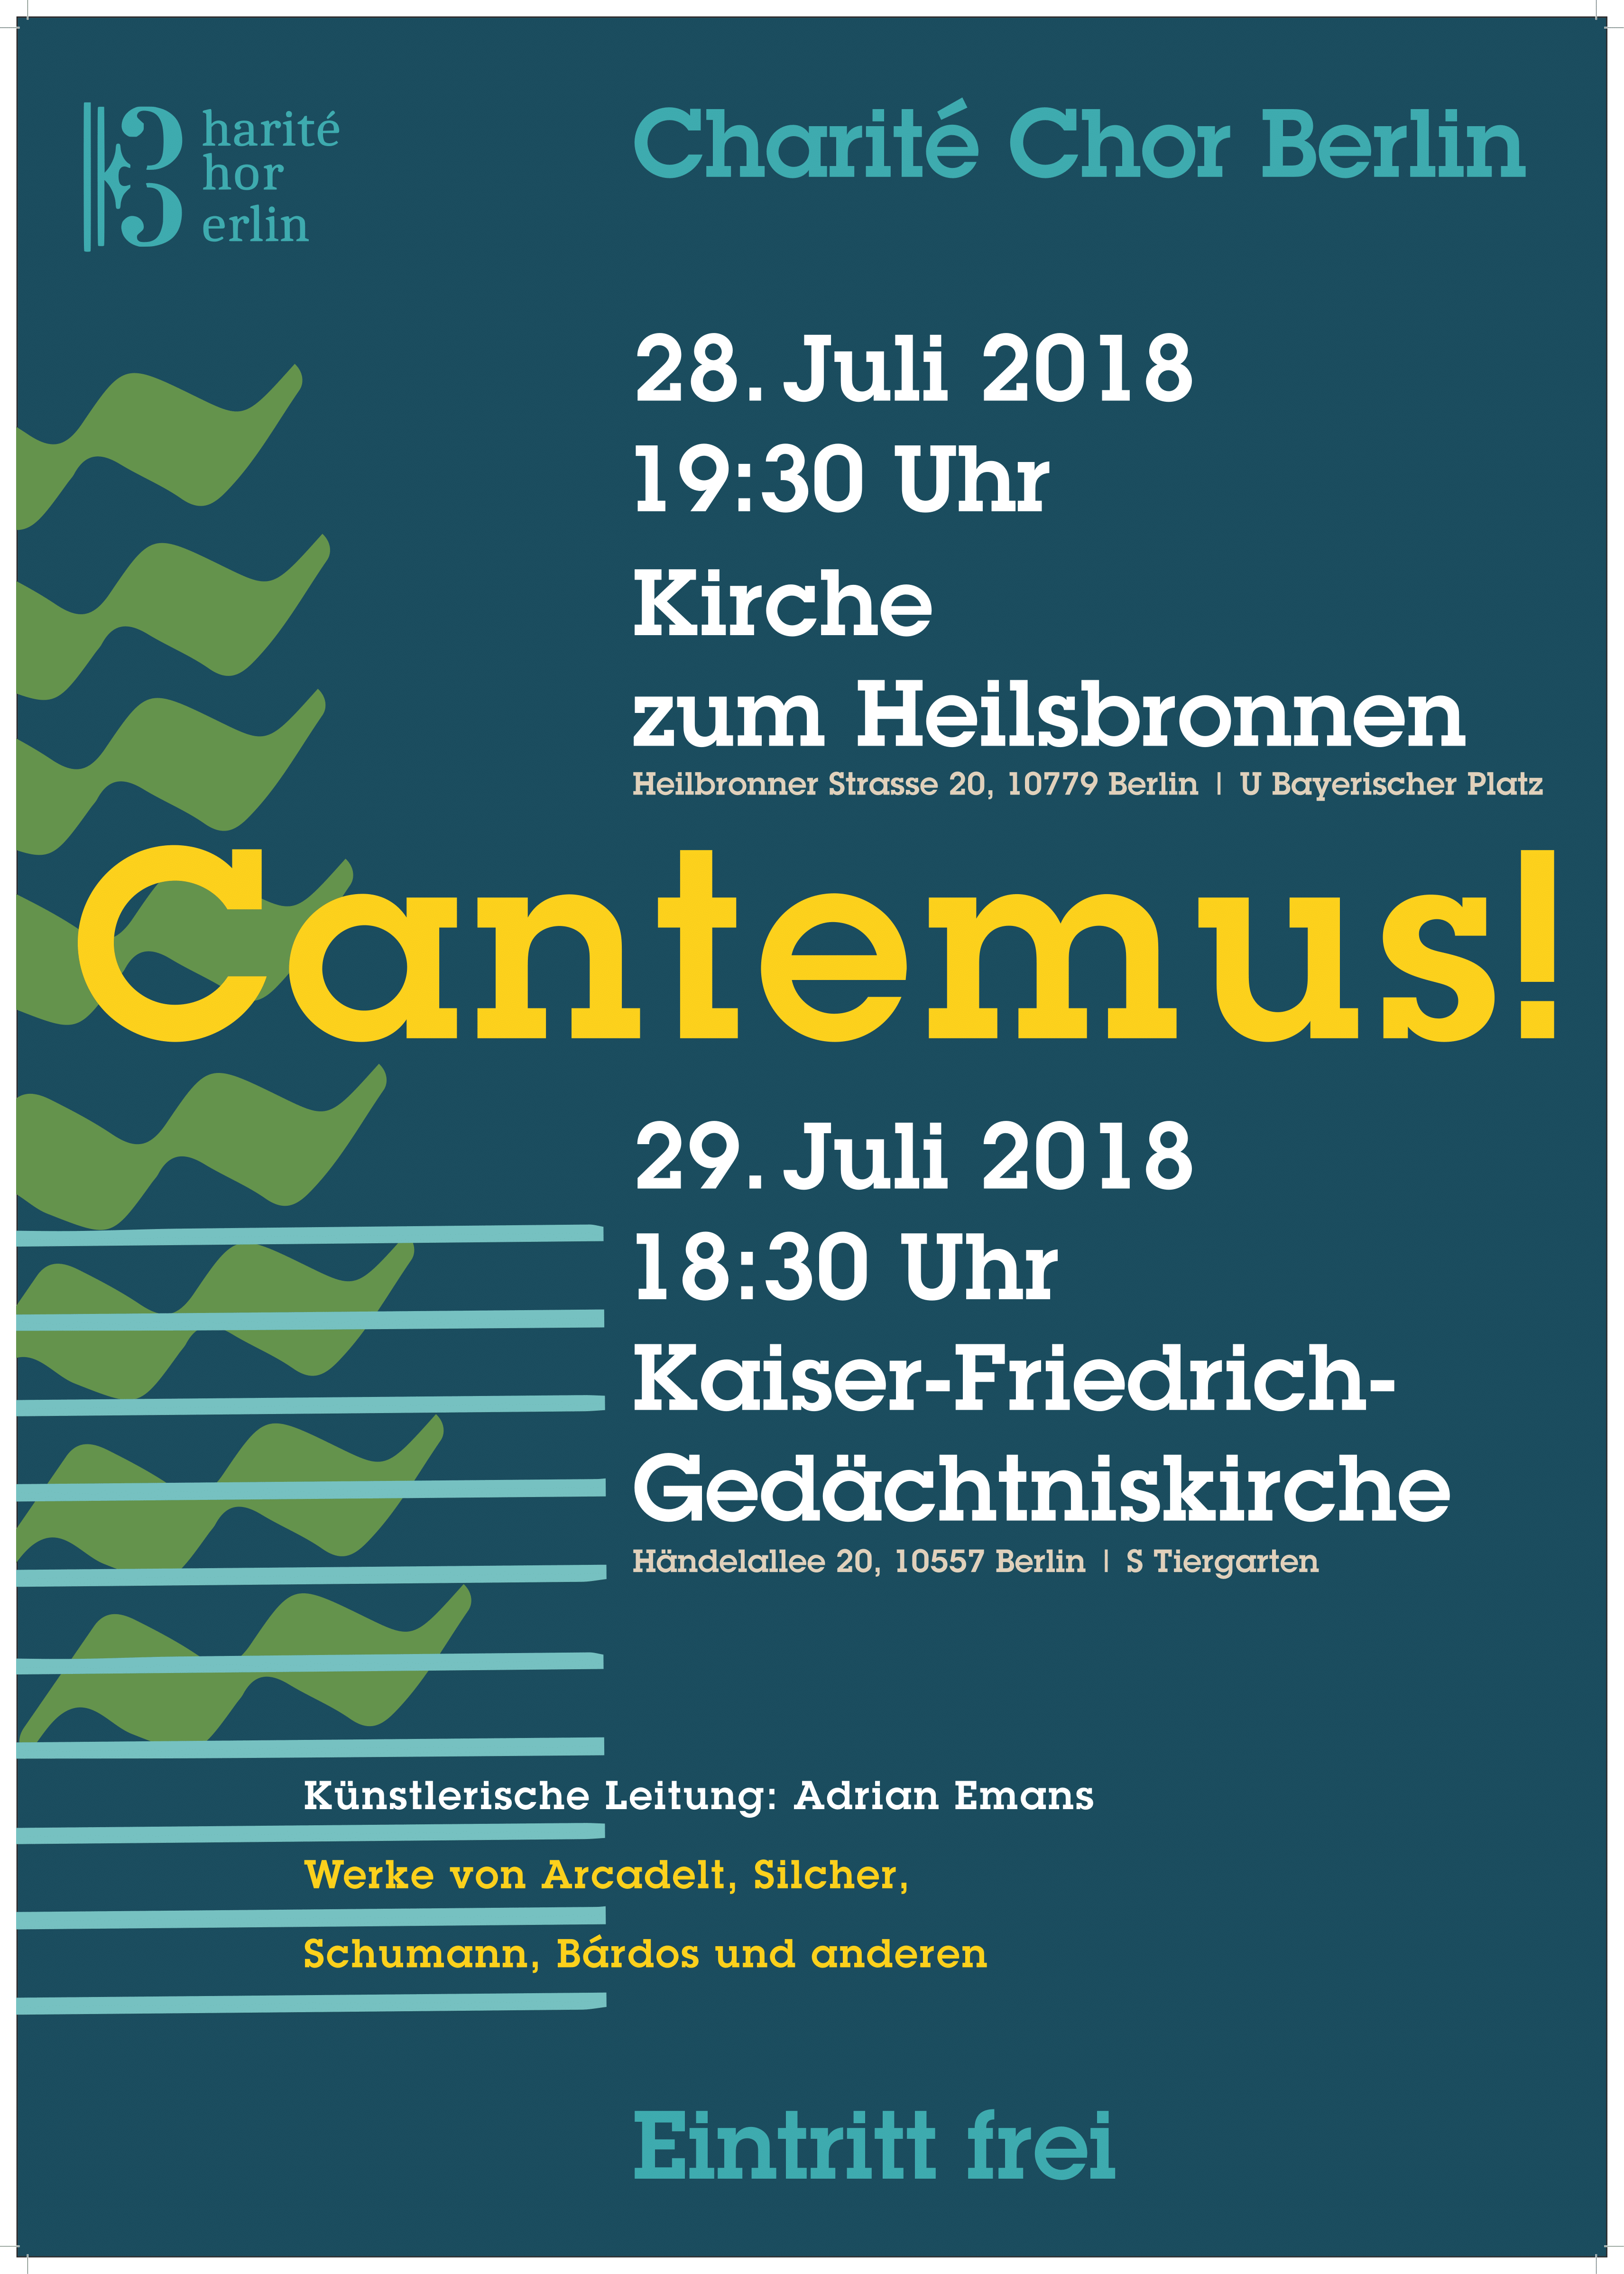 harité
hor
erlin
Charité Chor Berlin
28. Juli 2018
19:30 Uhr
Kirche
zum Heilsbronnen
Heilbronner Strasse 20, 10779 Berlin | U Bayerischer Platz
Cantemus!
29. Juli 2018
18:30 Uhr
Kaiser-Friedrich-
Gedächtniskirche
Händelallee 20, 10557 Berlin | S Tiergarten
Künstlerische Leitung: Adrian Emans
Werke von Arcadelt, Silcher,
Schumann, Bárdos und anderen
Eintritt frei